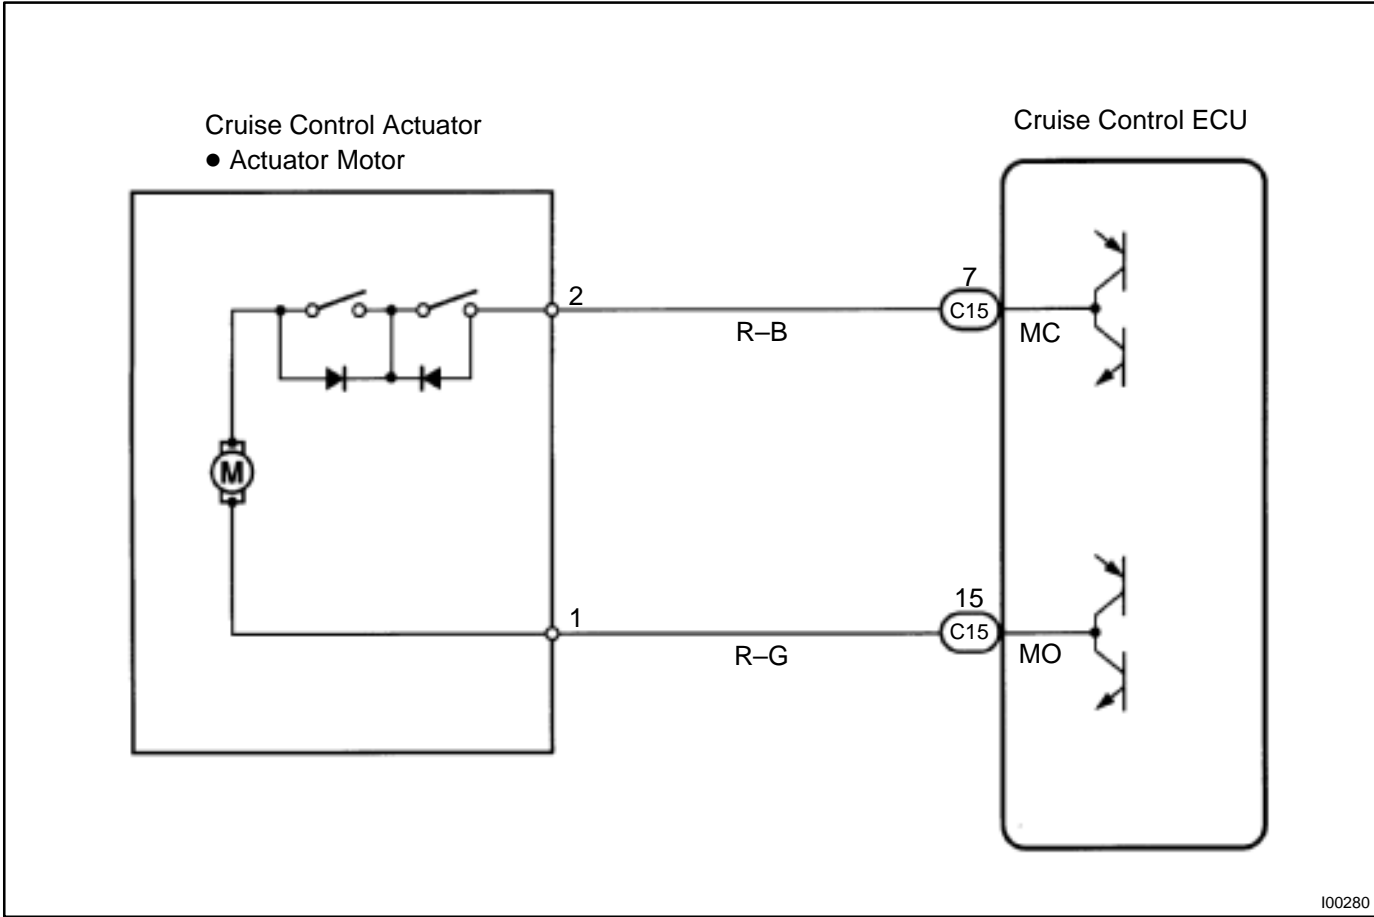 Cruise Control Actuator
● Actuator Motor
Cruise Control ECU
2
R–B
7
C15
MC
M
1
R–G
15
C15
MO
I00280